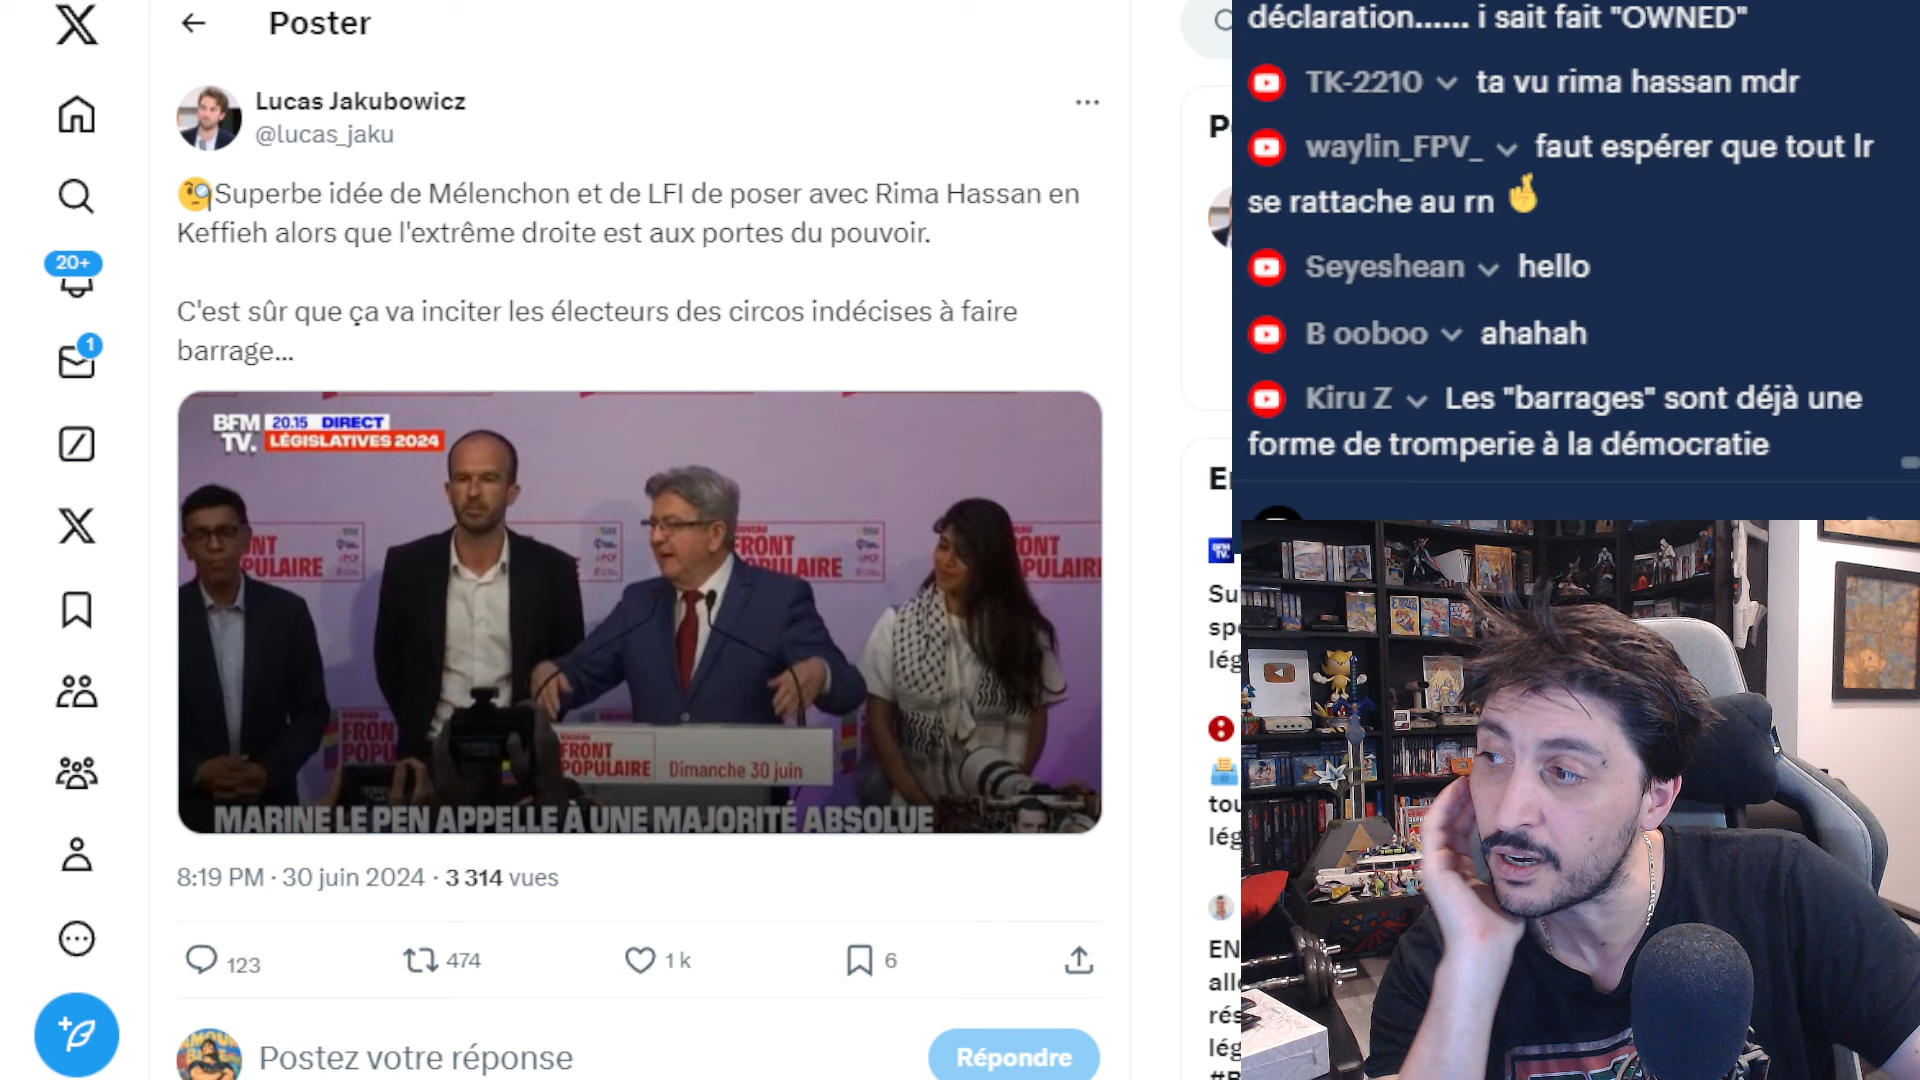 Poster
Lucas Jakubowicz
@lucas_jaku
Superbe idée de Mélenchon et de LFI de poser avec Rima Hassan en
Keffieh alors que l'extrême droite est aux portes du pouvoir.
C'est sûr que ça va inciter les électeurs des circos indécises à faire
barrage...
BFM
TV.
20.15 DIRECT
LÉGISLATIVES 2024
FRONT
POPULAIRE
Dimanche 30 juin
MARINE LE PEN APPELLE À UNE MAJORITÉ ABSOLUE
8:19 PM · 30 juin 2024 · 3 314 vues
123
474
1 k
6
Postez votre réponse
Répondre
20+
1
déclaration...... i sait fait "OWNED"
TK-2210 ta vu rima hassan mdr
waylin_FPV_ faut espérer que tout lr
se rattache au rn
Seyeshean hello
B ooboo ahahah
Kiru Z Les "barrages" sont déjà une
forme de tromperie à la démocratie